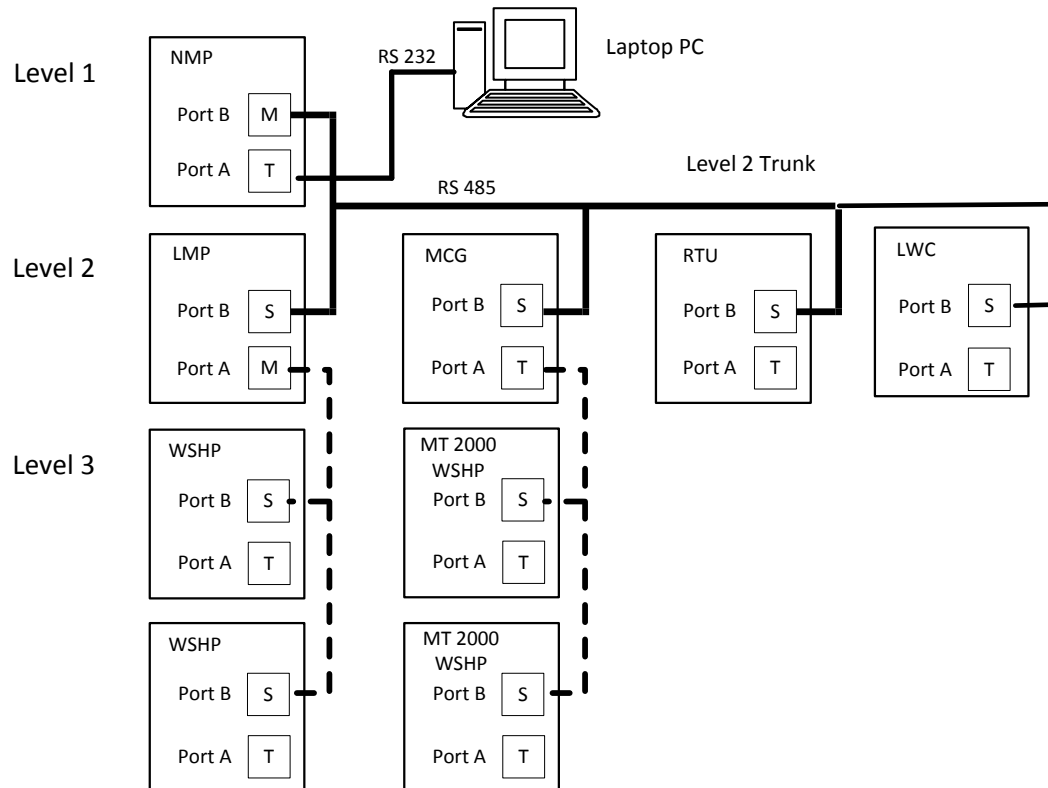 Level 1
NMP
Port B M
Port A T
RS 232
Laptop PC
Level 2 Trunk
RS 485
Level 2
LMP
Port B S
Port A M
MCG
Port B S
Port A T
RTU
Port B S
Port A T
LWC
Port B S
Port A T
Level 3
WSHP
Port B S
Port A T
MT 2000
WSHP
Port B S
Port A T
WSHP
Port B S
Port A T
MT 2000
WSHP
Port B S
Port A T